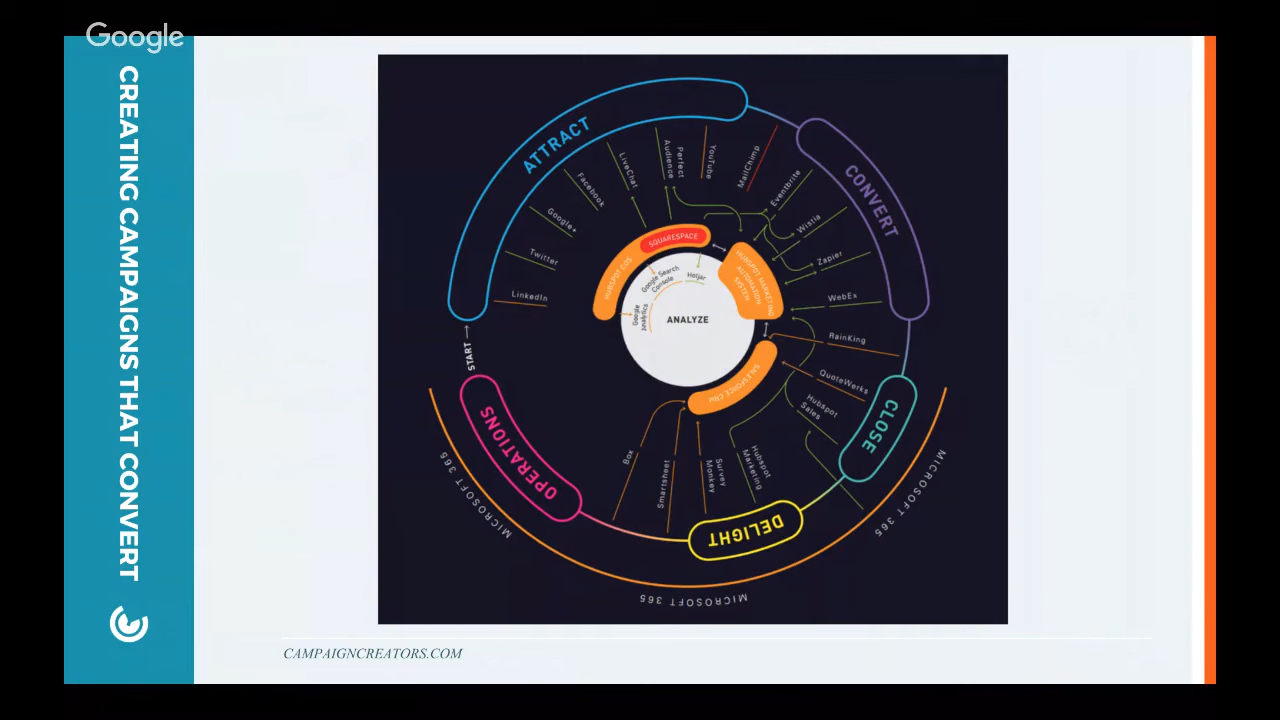 Google
CREATING CAMPAIGNS THAT CONVERT
START
ATTRACT
LinkedIn
Twitter
Google+
Facebook
LiveChat
Perfect
Audience
YouTube
MailChimp
CONVERT
Eventbrite
Wistia
Zapier
WebEx
CLOSE
RainKing
QuoteWerks
Hubspot
Sales
DELIGHT
Hubspot
Marketing
Survey
Monkey
OPERATIONS
Smartsheet
Box
HUBSPOT COS
SQUARESPACE
HUBSPOT MARKETING
AUTOMATION
SYSTEM
SALESFORCE CRM
Google
Analytics
Google Search
Console
Hotjar
ANALYZE
MICROSOFT 365
MICROSOFT 365
MICROSOFT 365
CAMPAIGNCREATORS.COM